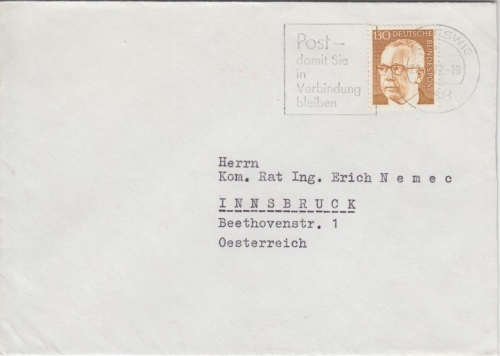 Post –
damit Sie
in
Verbindung
bleiben
130 DEUTSCHE
BUNDESPOST
Herrn
Kom. Rat Ing. Erich N e m e c
I N N S B R U C K
Beethovenstr. 1
Oesterreich